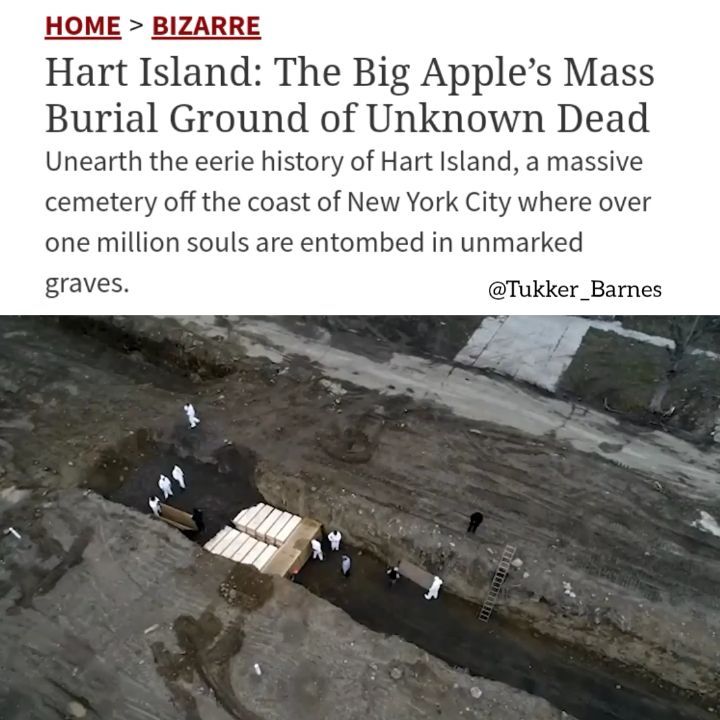 HOME > BIZARRE
Hart Island: The Big Apple’s Mass
Burial Ground of Unknown Dead
Unearth the eerie history of Hart Island, a massive
cemetery off the coast of New York City where over
one million souls are entombed in unmarked
graves.
@Tukker_Barnes